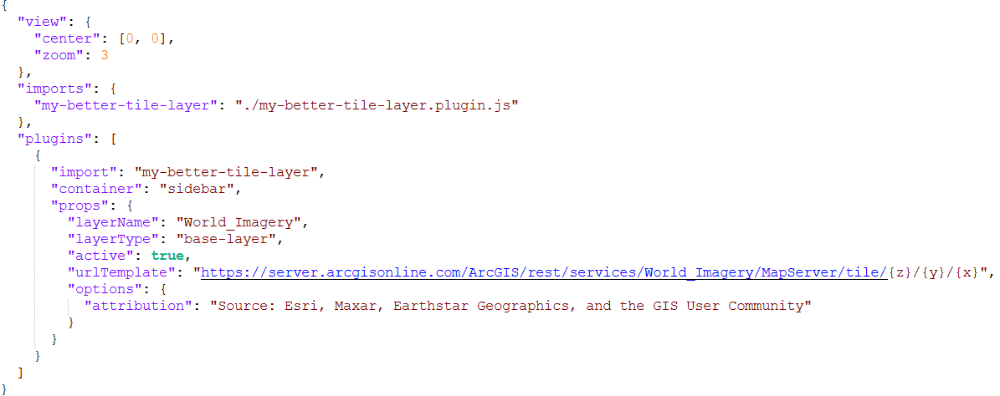 {
  "view": {
    "center": [0, 0],
    "zoom": 3
  },
  "imports": {
    "my-better-tile-layer": "./my-better-tile-layer.plugin.js"
  },
  "plugins": [
    {
      "import": "my-better-tile-layer",
      "container": "sidebar",
      "props": {
        "layerName": "World_Imagery",
        "layerType": "base-layer",
        "active": true,
        "urlTemplate": "https://server.arcgisonline.com/ArcGIS/rest/services/World_Imagery/MapServer/tile/{z}/{y}/{x}",
        "options": {
          "attribution": "Source: Esri, Maxar, Earthstar Geographics, and the GIS User Community"
        }
      }
    }
  ]
}